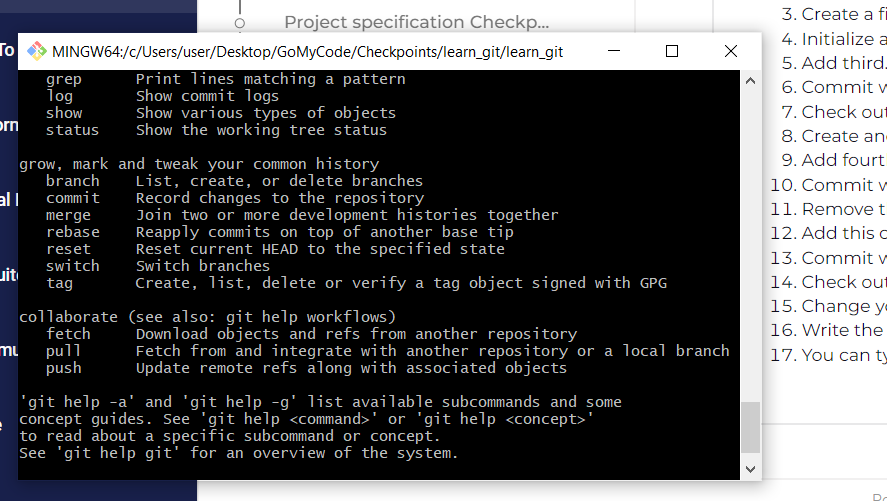 Project specification Checkp...
To
orn
al
uite
mu
e
MINGW64:/c/Users/user/Desktop/GoMyCode/Checkpoints/learn_git/learn_git
grep Print lines matching a pattern
log Show commit logs
show Show various types of objects
status Show the working tree status
grow, mark and tweak your common history
branch List, create, or delete branches
commit Record changes to the repository
merge Join two or more development histories together
rebase Reapply commits on top of another base tip
reset Reset current HEAD to the specified state
switch Switch branches
tag Create, list, delete or verify a tag object signed with GPG
collaborate (see also: git help workflows)
fetch Download objects and refs from another repository
pull Fetch from and integrate with another repository or a local branch
push Update remote refs along with associated objects
'git help -a' and 'git help -g' list available subcommands and some
concept guides. See 'git help <command>' or 'git help <concept>'
to read about a specific subcommand or concept.
See 'git help git' for an overview of the system.
3. Create a fi
4. Initialize a
5. Add third.
6. Commit w
7. Check out
8. Create an
9. Add fourt
10. Commit w
11. Remove t
12. Add this c
13. Commit w
14. Check out
15. Change yo
16. Write the
17. You can ty